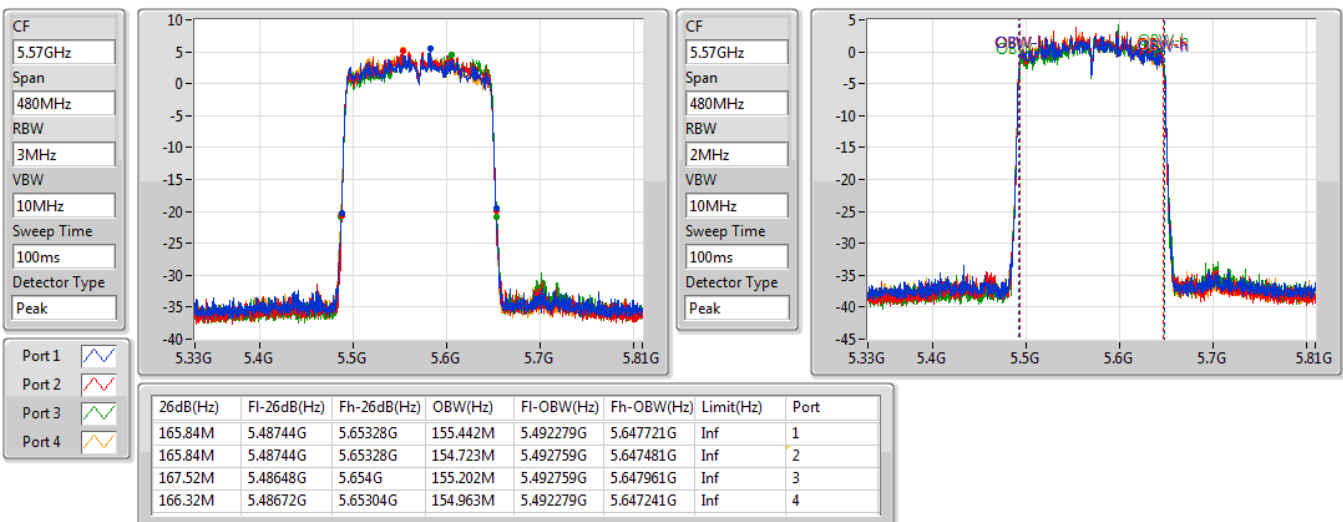 CF
5.57GHz
Span
480MHz
RBW
3MHz
VBW
10MHz
Sweep Time
100ms
Detector Type
Peak
10
5
0
-5
-10
-15
-20
-25
-30
-35
-40
5.33G 5.4G 5.5G 5.6G 5.7G 5.81G
CF
5.57GHz
Span
480MHz
RBW
2MHz
VBW
10MHz
Sweep Time
100ms
Detector Type
Peak
5
0
-5
-10
-15
-20
-25
-30
-35
-40
-45
OBW-h
5.33G 5.4G 5.5G 5.6G 5.7G 5.81G
Port 1
Port 2
Port 3
Port 4
26dB(Hz) Fl-26dB(Hz) Fh-26dB(Hz) OBW(Hz) Fl-OBW(Hz) Fh-OBW(Hz) Limit(Hz) Port
165.84M 5.48744G 5.65328G 155.442M 5.492279G 5.647721G Inf 1
165.84M 5.48744G 5.65328G 154.723M 5.492759G 5.647481G Inf 2
167.52M 5.48648G 5.654G 155.202M 5.492759G 5.647961G Inf 3
166.32M 5.48672G 5.65304G 154.963M 5.492279G 5.647241G Inf 4